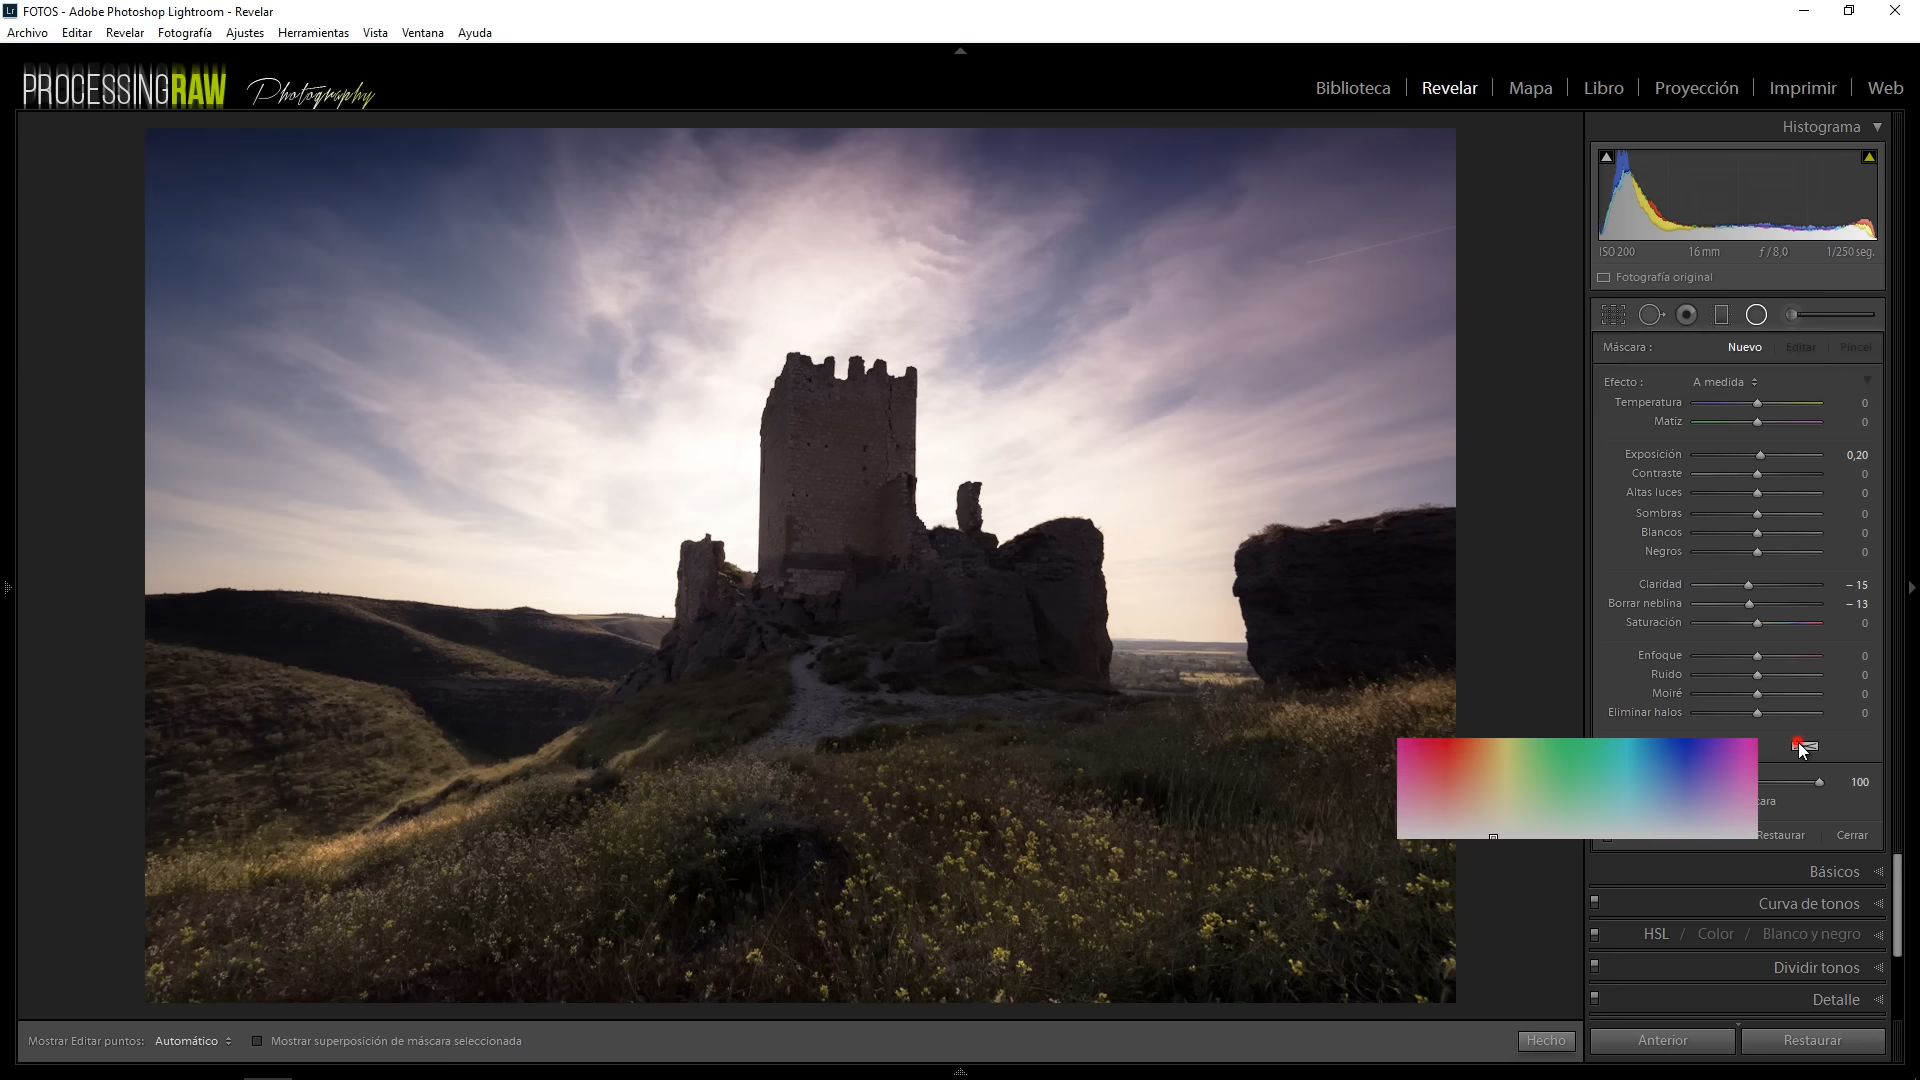 Lr FOTOS - Adobe Photoshop Lightroom - Revelar
Archivo Editar Revelar Fotografía Ajustes Herramientas Vista Ventana Ayuda
PROCESSINGRAW Photography
Biblioteca | Revelar | Mapa | Libro | Proyección | Imprimir | Web
Histograma
ISO 200 16 mm ƒ / 8,0 1/250 seg.
Fotografía original
Máscara : Nuevo Editar Pincel
Efecto : A medida
Temperatura 0
Matiz 0
Exposición 0,20
Contraste 0
Altas luces 0
Sombras 0
Blancos 0
Negros 0
Claridad – 15
Borrar neblina – 13
Saturación 0
Enfoque 0
Ruido 0
Moiré 0
Eliminar halos 0
100
Restaurar Cerrar
Básicos
Curva de tonos
HSL / Color / Blanco y negro
Dividir tonos
Detalle
Mostrar Editar puntos: Automático Mostrar superposición de máscara seleccionada Hecho Anterior Restaurar